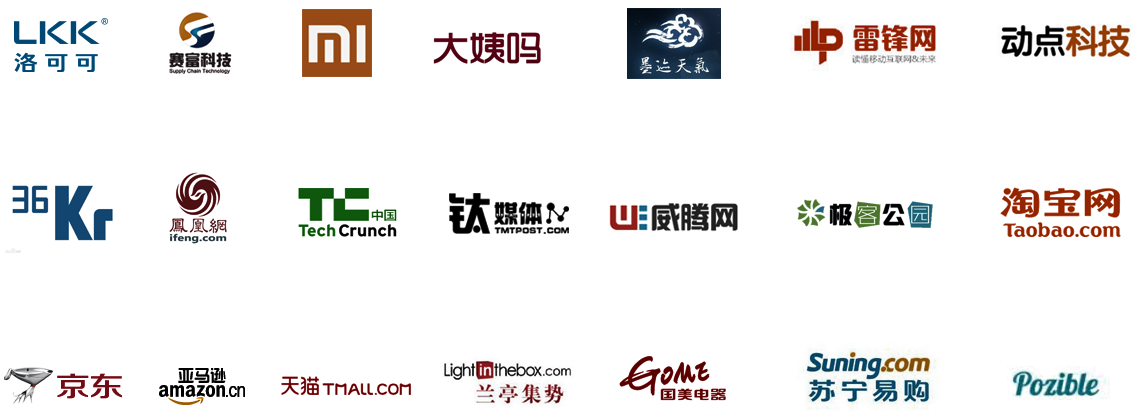 LKK®
洛可可
赛富科技
Supply Chain Technology
mi
大姨吗
墨迹天氣
雷锋网
读懂移动互联网&未来
动点科技
36Kr
鳳凰網
ifeng.com
TC中国
TechCrunch
钛媒体
TMTPOST.COM
WE威腾网
极客公园
淘宝网
Taobao.com
京东
亚马逊
amazon.cn
天猫 TMALL.COM
Lightinthebox.com
兰亭集势
GOME
国美电器
Suning.com
苏宁易购
Pozible